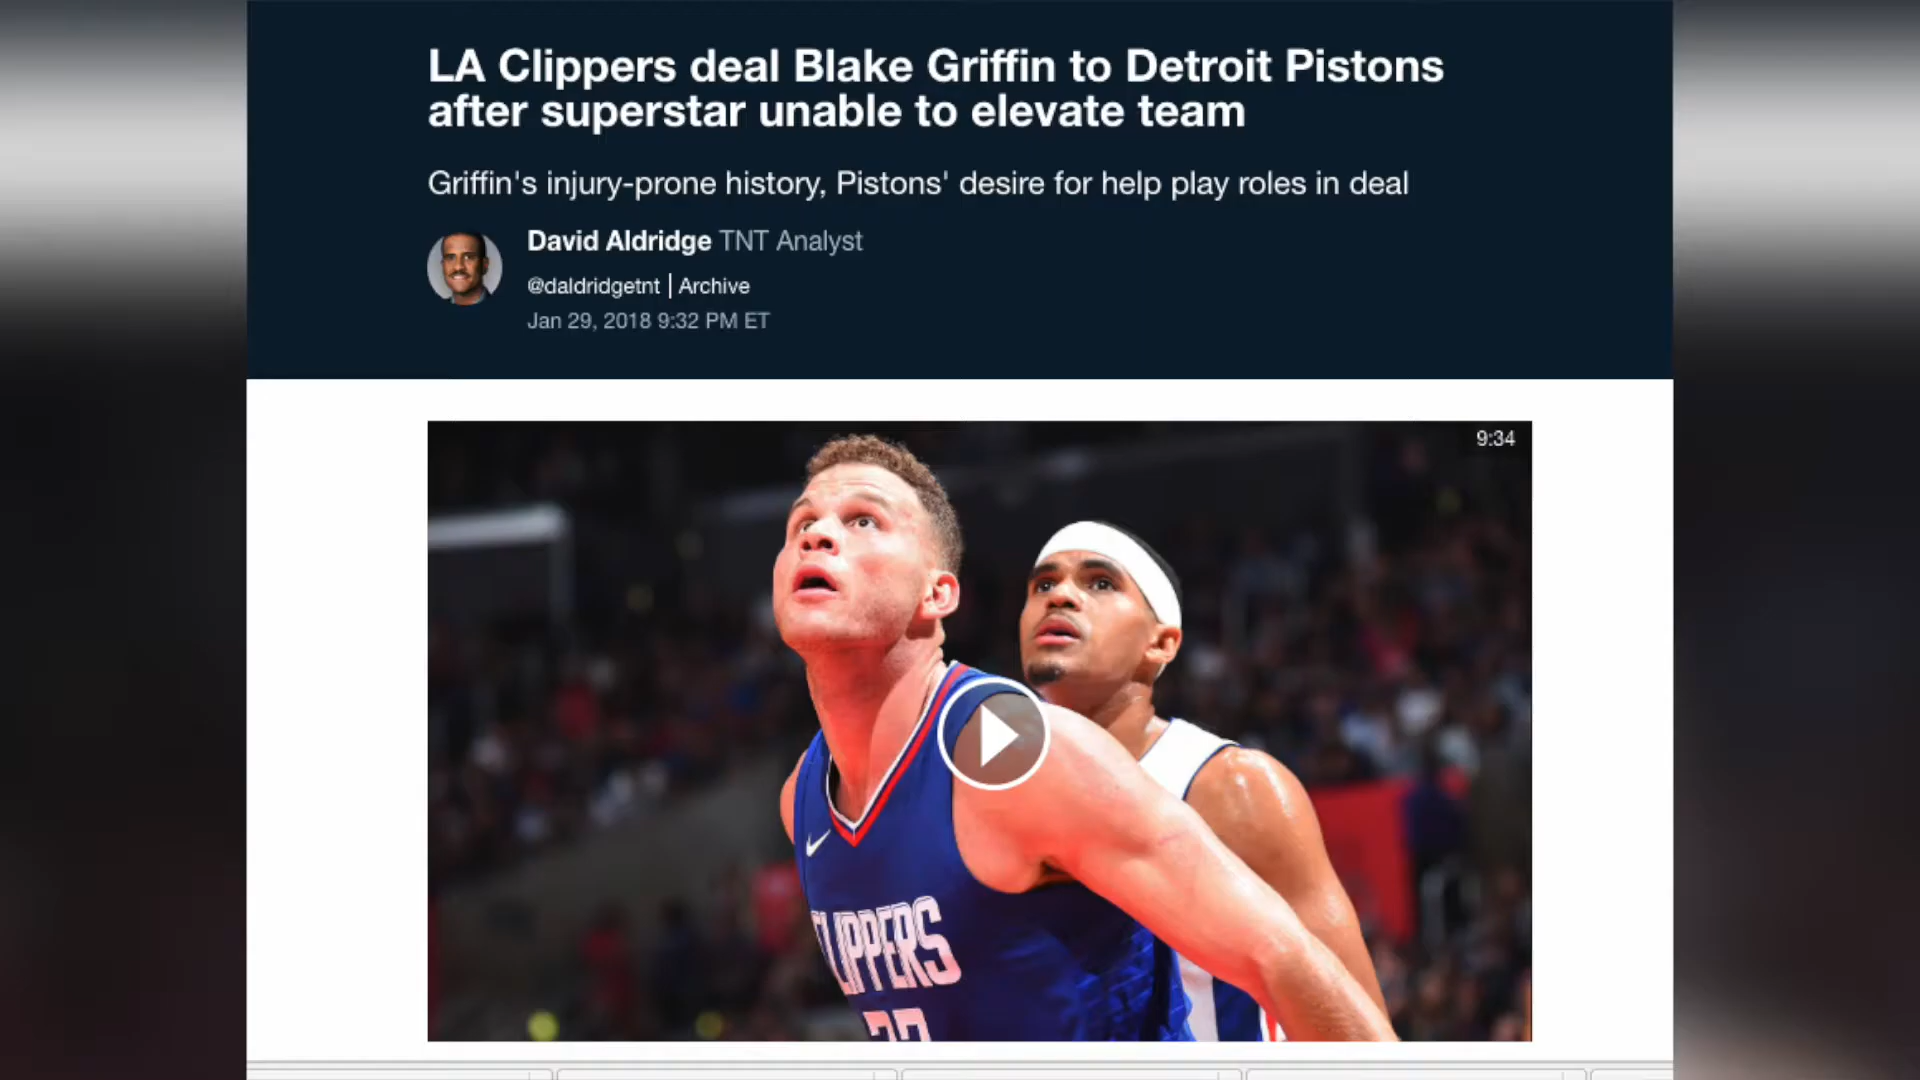 LA Clippers deal Blake Griffin to Detroit Pistons
after superstar unable to elevate team
Griffin's injury-prone history, Pistons' desire for help play roles in deal
David Aldridge TNT Analyst
@daldridgetnt | Archive
Jan 29, 2018 9:32 PM ET
9:34
CLIPPERS